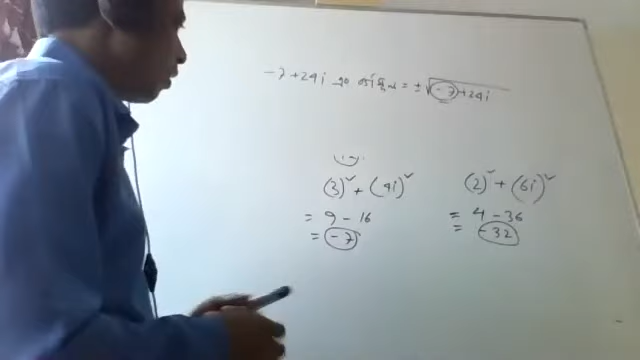 -7+24i এর বর্গমূল = ±√-7+24i
(3)² + (4i)²
= 9 - 16
= -7
(2)² + (6i)²
= 4 - 36
= -32